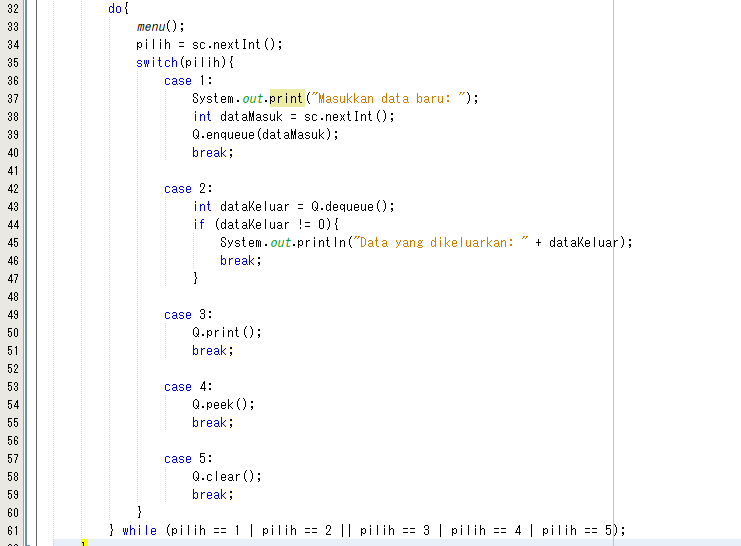 32 do{
33 menu();
34 pilih = sc.nextInt();
35 switch(pilih){
36 case 1:
37 System.out.print("Masukkan data baru: ");
38 int dataMasuk = sc.nextInt();
39 Q.enqueue(dataMasuk);
40 break;
41
42 case 2:
43 int dataKeluar = Q.dequeue();
44 if (dataKeluar != 0){
45 System.out.println("Data yang dikeluarkan: " + dataKeluar);
46 break;
47 }
48
49 case 3:
50 Q.print();
51 break;
52
53 case 4:
54 Q.peek();
55 break;
56
57 case 5:
58 Q.clear();
59 break;
60 }
61 } while (pilih == 1 | pilih == 2 || pilih == 3 | pilih == 4 | pilih == 5);